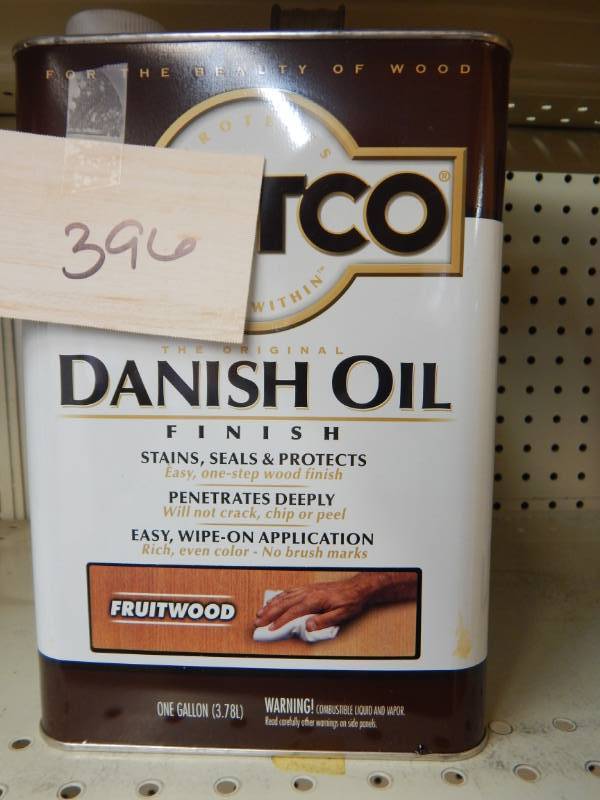 FOR THE BEAUTY OF WOOD
PROTECTS
TCO®
396
WITHIN™
THE ORIGINAL
DANISH OIL
FINISH
STAINS, SEALS & PROTECTS
Easy, one-step wood finish
PENETRATES DEEPLY
Will not crack, chip or peel
EASY, WIPE-ON APPLICATION
Rich, even color - No brush marks
FRUITWOOD
ONE GALLON (3.78L)
WARNING! COMBUSTIBLE LIQUID AND VAPOR.
Read carefully other warnings on side panels.